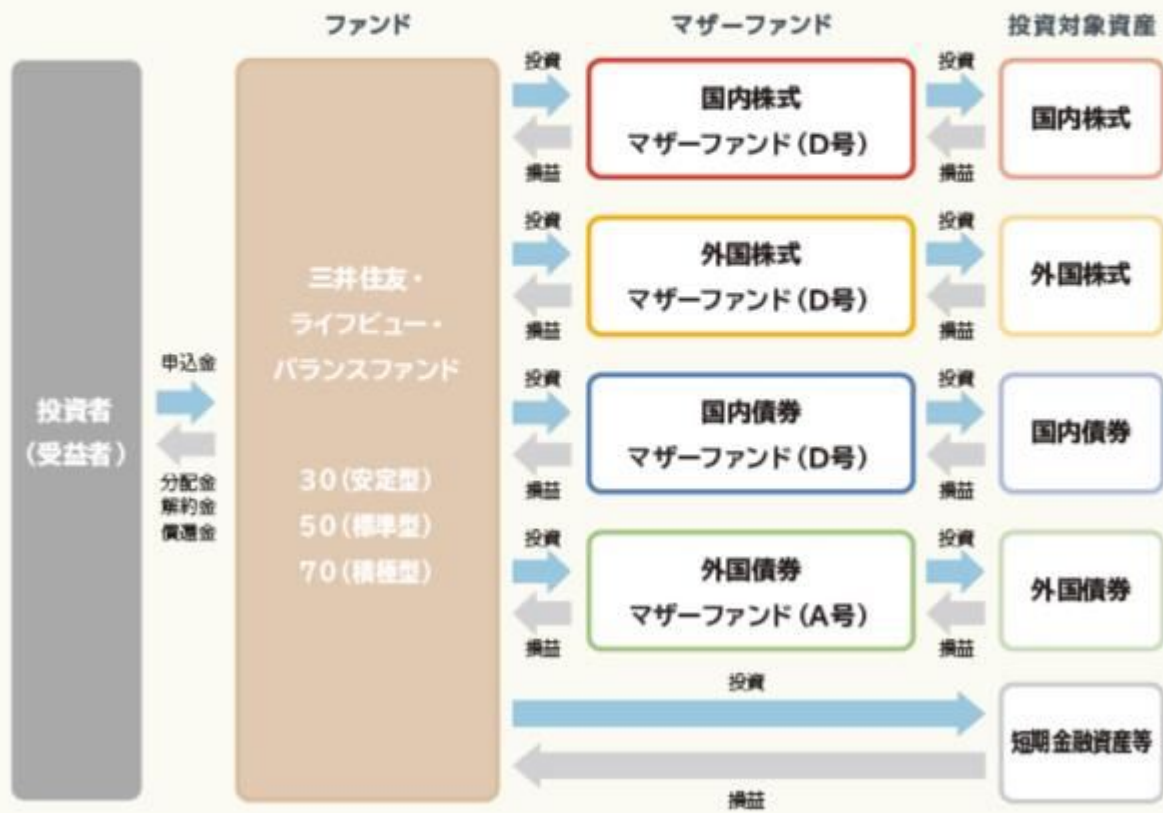 ファンド
マザーファンド
投資対象資産
投資者
(受益者)
申込金
分配金
解約金
償還金
三井住友・
ライフビュー・
バランスファンド
30(安定型)
50(標準型)
70(積極型)
投資
損益
国内株式
マザーファンド(D号)
投資
損益
国内株式
投資
損益
外国株式
マザーファンド(D号)
投資
損益
外国株式
投資
損益
国内債券
マザーファンド(D号)
投資
損益
国内債券
投資
損益
外国債券
マザーファンド(A号)
投資
損益
外国債券
投資
損益
短期金融資産等